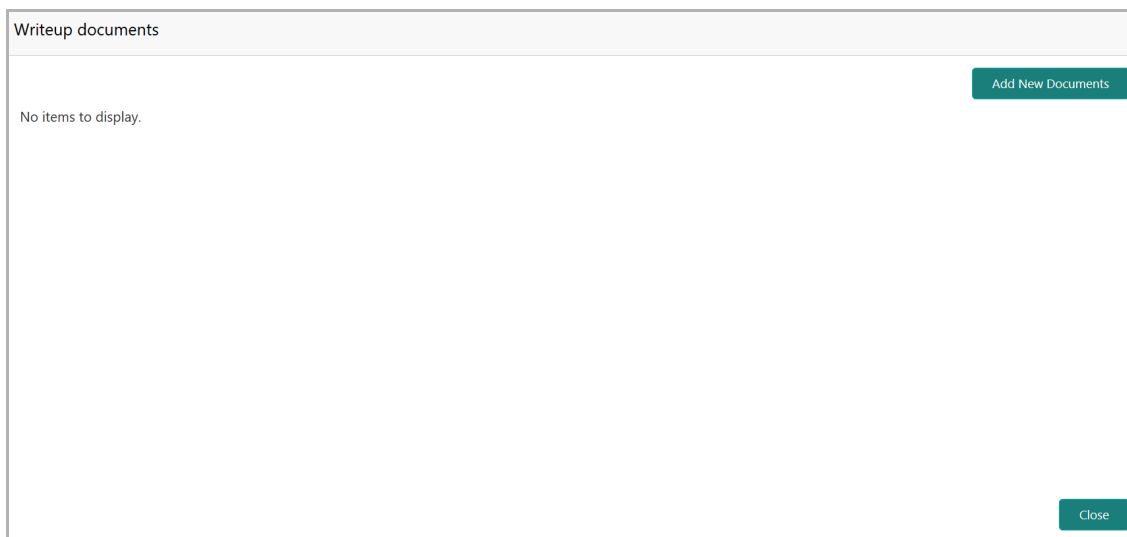 Writeup documents
Add New Documents
No items to display.
Close